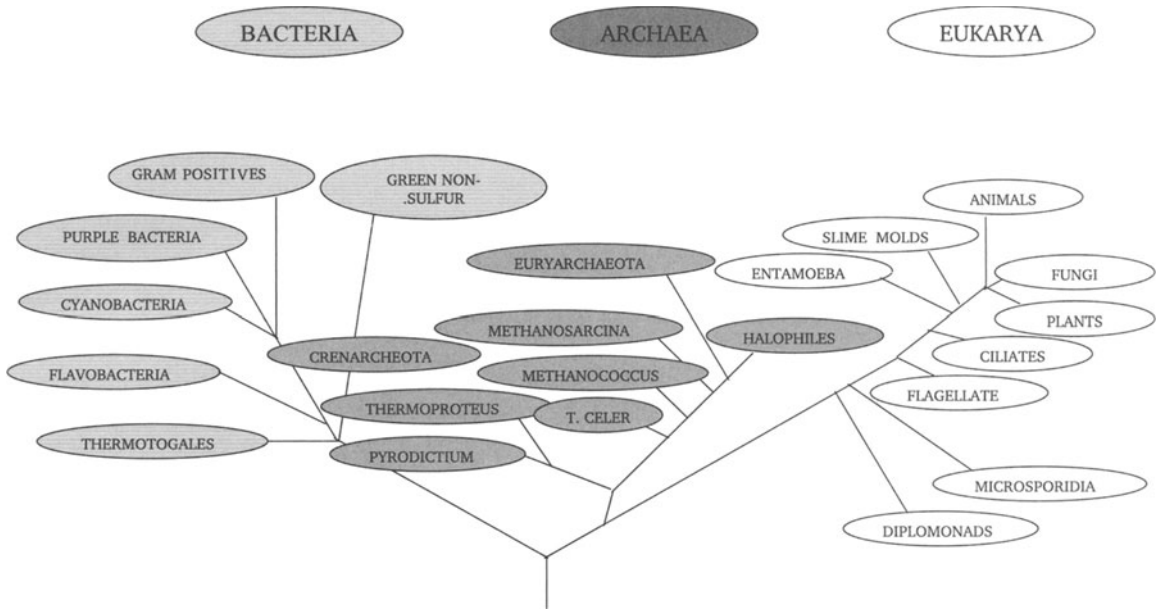 BACTERIA
ARCHAEA
EUKARYA
GRAM POSITIVES
GREEN NON-
.SULFUR
ANIMALS
PURPLE BACTERIA
SLIME MOLDS
EURYARCHAEOTA
ENTAMOEBA
FUNGI
CYANOBACTERIA
METHANOSARCINA
HALOPHILES
PLANTS
CRENARCHEOTA
CILIATES
FLAVOBACTERIA
METHANOCOCCUS
FLAGELLATE
THERMOPROTEUS
T. CELER
THERMOTOGALES
PYRODICTIUM
MICROSPORIDIA
DIPLOMONADS